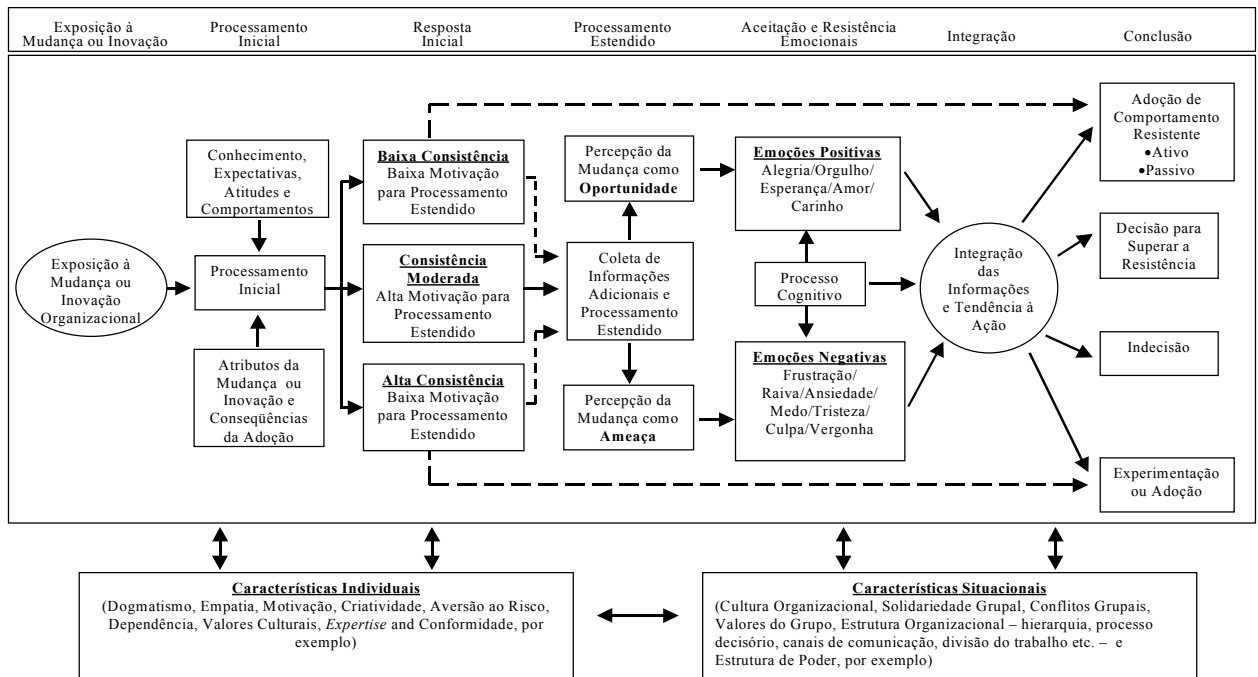 Exposição à
Mudança ou Inovação
Processamento
Inicial
Resposta
Inicial
Processamento
Estendido
Aceitação e Resistência
Emocionais
Integração
Conclusão
Exposição à
Mudança ou
Inovação
Organizacional
Conhecimento,
Expectativas,
Atitudes e
Comportamentos
Processamento
Inicial
Atributos da
Mudança ou
Inovação e
Conseqüências
da Adoção
Baixa Consistência
Baixa Motivação
para Processamento
Estendido
Consistência
Moderada
Alta Motivação para
Processamento
Estendido
Alta Consistência
Baixa Motivação
para Processamento
Estendido
Percepção da
Mudança como
Oportunidade
Coleta de
Informações
Adicionais e
Processamento
Estendido
Percepção da
Mudança como
Ameaça
Emoções Positivas
Alegria/Orgulho/
Esperança/Amor/
Carinho
Processo
Cognitivo
Emoções Negativas
Frustração/
Raiva/Ansiedade/
Medo/Tristeza/
Culpa/Vergonha
Integração
das
Informações
e Tendência à
Ação
Adoção de
Comportamento
Resistente
•Ativo
•Passivo
Decisão para
Superar a
Resistência
Indecisão
Experimentação
ou Adoção
Características Individuais
(Dogmatismo, Empatia, Motivação, Criatividade, Aversão ao Risco,
Dependência, Valores Culturais, Expertise and Conformidade, por
exemplo)
Características Situacionais
(Cultura Organizacional, Solidariedade Grupal, Conflitos Grupais,
Valores do Grupo, Estrutura Organizacional – hierarquia, processo
decisório, canais de comunicação, divisão do trabalho etc. – e
Estrutura de Poder, por exemplo)